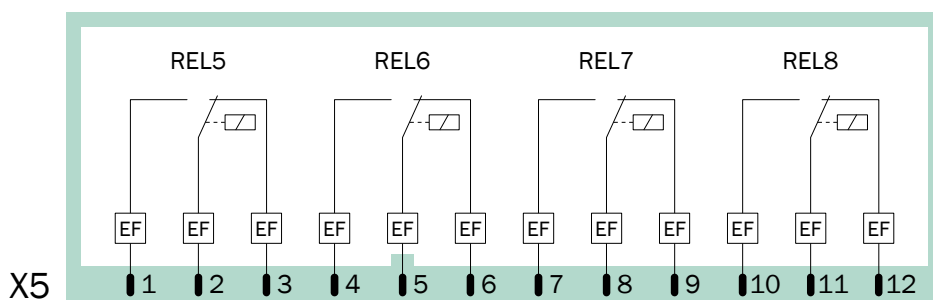 REL5 REL6 REL7 REL8
EF EF EF EF EF EF EF EF EF EF EF EF
X5 1 2 3 4 5 6 7 8 9 10 11 12